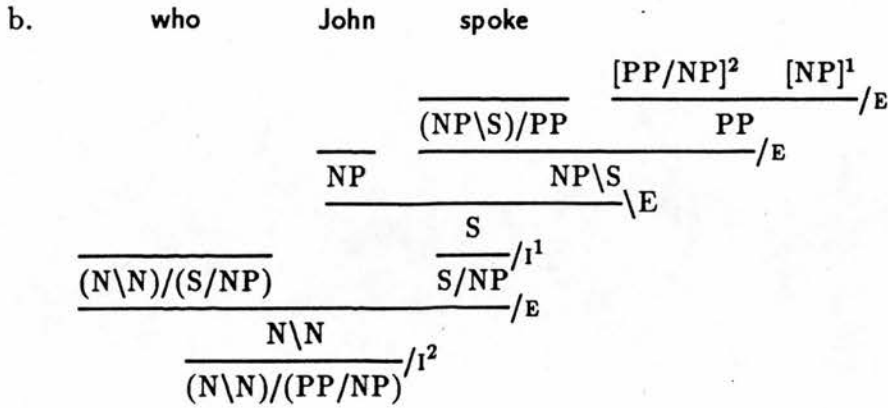 b. who John spoke
[PP/NP]² [NP]¹
/E
(NP\S)/PP PP
/E
NP NP\S
\E
S
/I¹
(N\N)/(S/NP) S/NP
/E
N\N
/I²
(N\N)/(PP/NP)